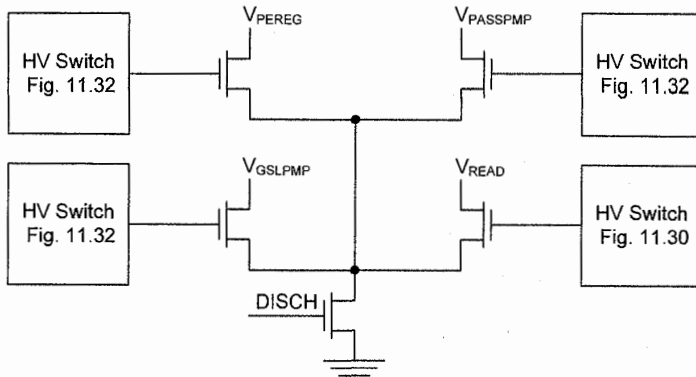 V_PEREG
V_PASSPMP
HV Switch
Fig. 11.32
HV Switch
Fig. 11.32
V_GSLPMP
V_READ
HV Switch
Fig. 11.32
HV Switch
Fig. 11.30
DISCH